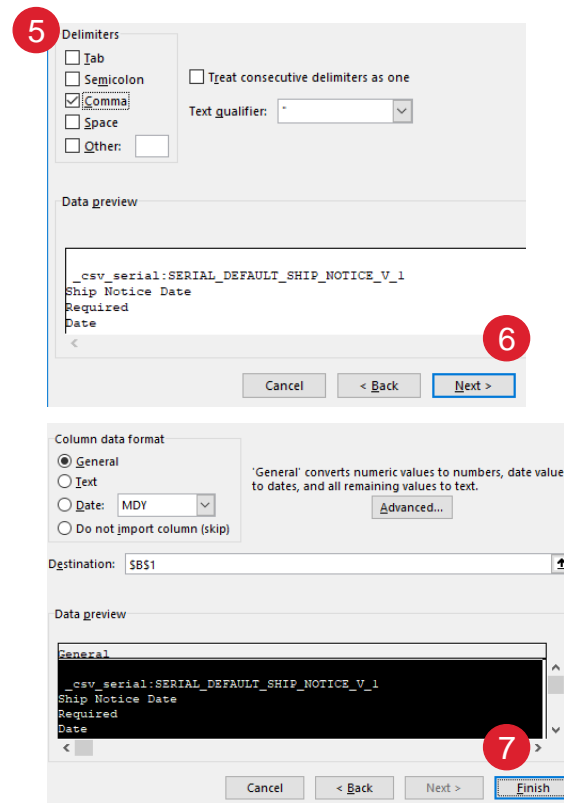 5
Delimiters
Tab
Semicolon
Comma
Space
Other:
Treat consecutive delimiters as one
Text qualifier: "
Data preview
_csv_serial:SERIAL_DEFAULT_SHIP_NOTICE_V_1
Ship Notice Date
Required
Date
6
Cancel < Back Next >
Column data format
General
Text
Date: MDY
Do not import column (skip)
'General' converts numeric values to numbers, date value
to dates, and all remaining values to text.
Advanced...
Destination: $B$1
Data preview
General
_csv_serial:SERIAL_DEFAULT_SHIP_NOTICE_V_1
Ship Notice Date
Required
Date
7
Cancel < Back Next > Finish